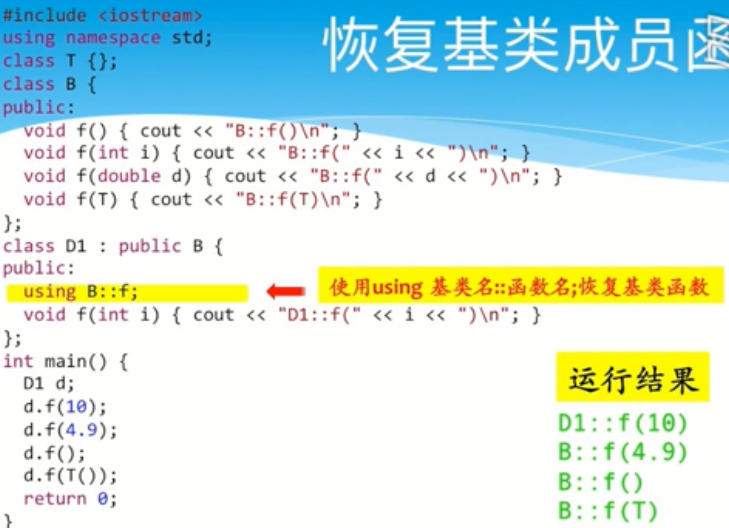 恢复基类成员函
#include <iostream>
using namespace std;
class T {};
class B {
public:
  void f() { cout << "B::f()\n"; }
  void f(int i) { cout << "B::f(" << i << ")\n"; }
  void f(double d) { cout << "B::f(" << d << ")\n"; }
  void f(T) { cout << "B::f(T)\n"; }
};
class D1 : public B {
public:
  using B::f;
使用using 基类名::函数名;恢复基类函数
  void f(int i) { cout << "D1::f(" << i << ")\n"; }
};
int main() {
  D1 d;
  d.f(10);
  d.f(4.9);
  d.f();
  d.f(T());
  return 0;
}
运行结果
D1::f(10)
B::f(4.9)
B::f()
B::f(T)